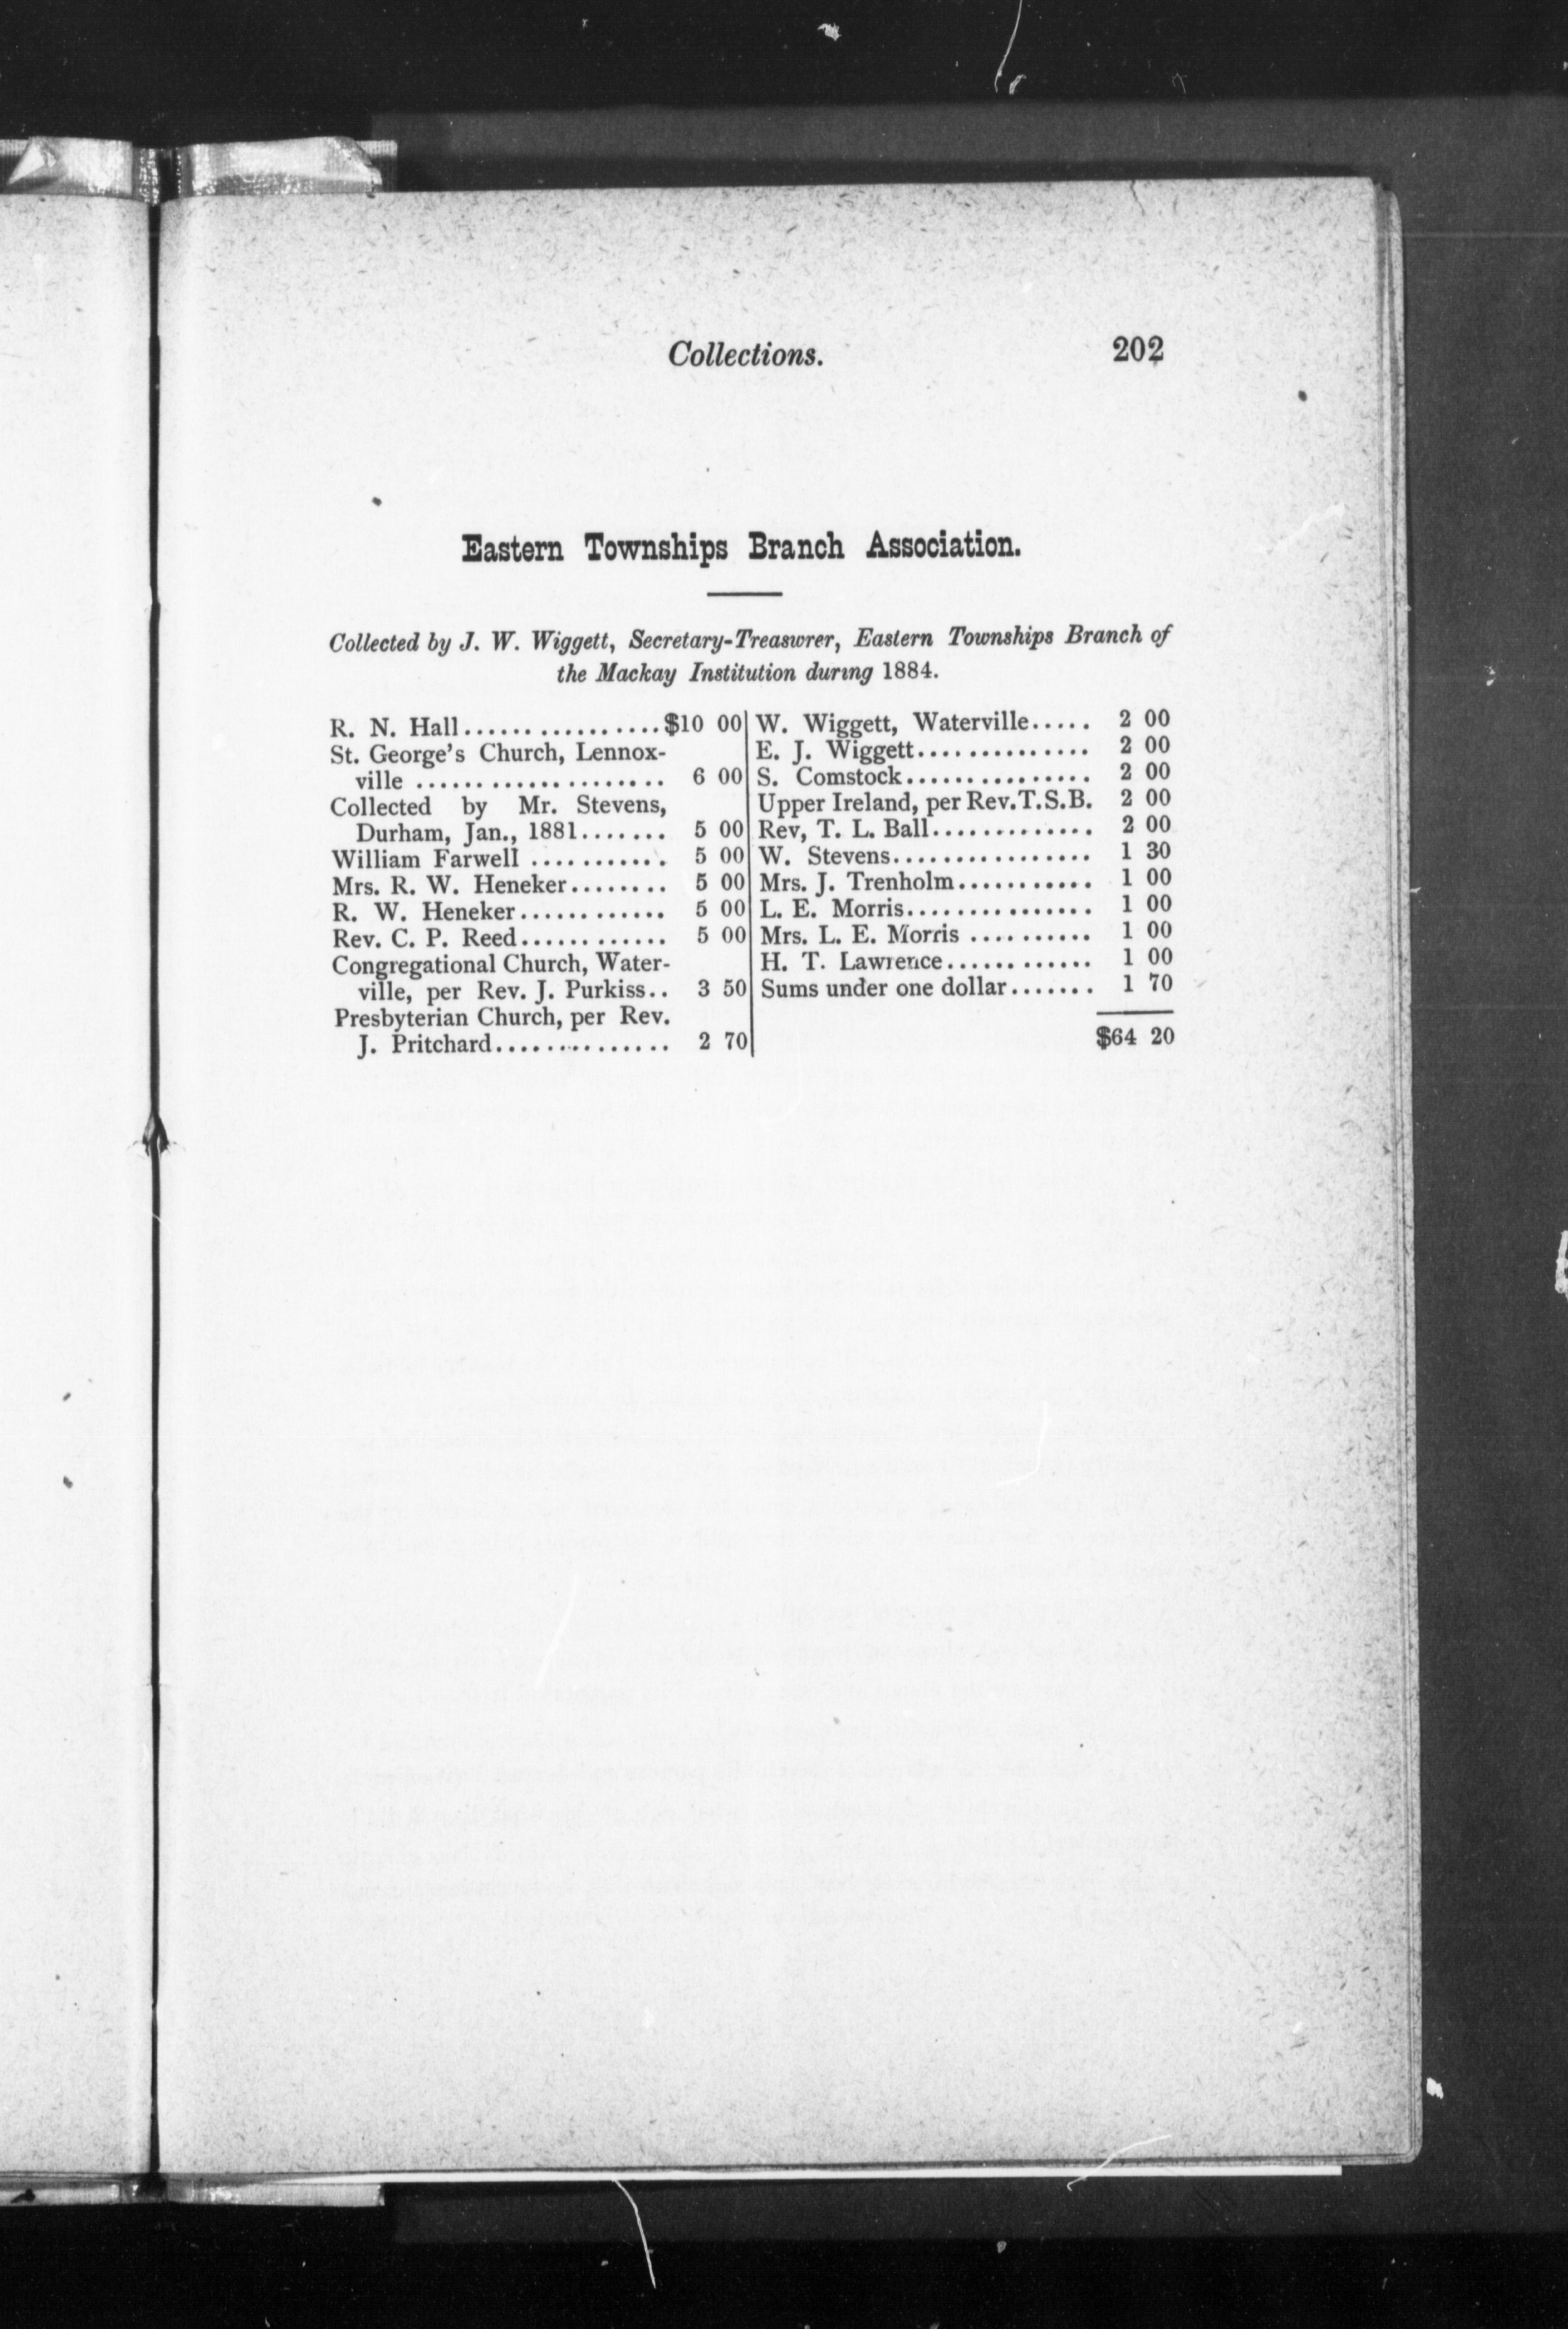 Collections. 202
Eastern Townships Branch Association.
Collected by J. W. Wiggett, Secretary-Treasurer, Eastern Townships Branch of
the Mackay Institution during 1884.
R. N. Hall.................$10 00
St. George's Church, Lennox-
ville ..................... 6 00
Collected by Mr. Stevens,
Durham, Jan., 1881....... 5 00
William Farwell ............ 5 00
Mrs. R. W. Heneker........ 5 00
R. W. Heneker............ 5 00
Rev. C. P. Reed............ 5 00
Congregational Church, Water-
ville, per Rev. J. Purkiss.. 3 50
Presbyterian Church, per Rev.
J. Pritchard.............. 2 70
W. Wiggett, Waterville..... 2 00
E. J. Wiggett.............. 2 00
S. Comstock............... 2 00
Upper Ireland, per Rev.T.S.B. 2 00
Rev, T. L. Ball............. 2 00
W. Stevens................ 1 30
Mrs. J. Trenholm........... 1 00
L. E. Morris............... 1 00
Mrs. L. E. Morris .......... 1 00
H. T. Lawrence............ 1 00
Sums under one dollar....... 1 70
$64 20